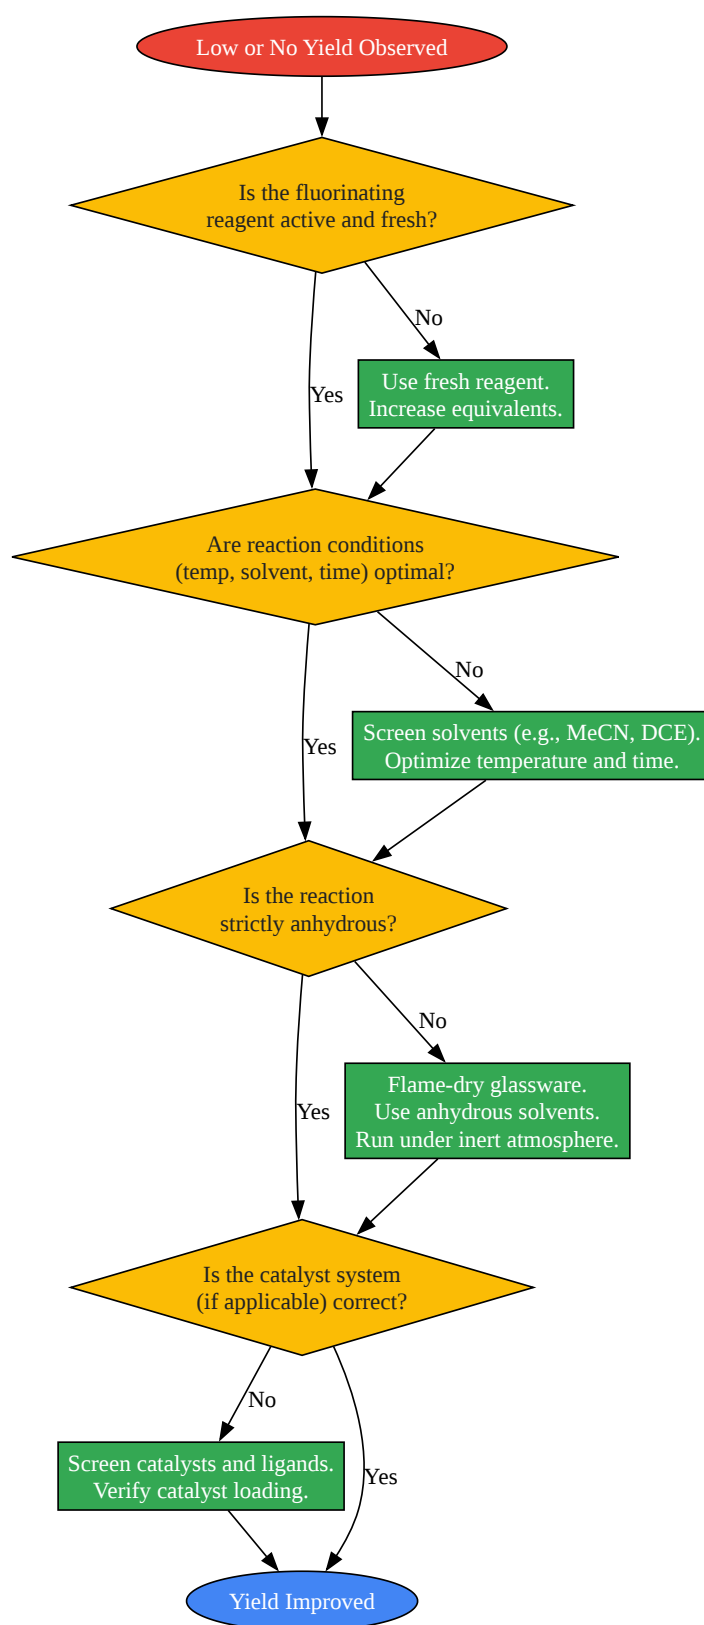 Low or No Yield Observed
Is the fluorinating
reagent active and fresh?
No
Yes
Use fresh reagent.
Increase equivalents.
Are reaction conditions
(temp, solvent, time) optimal?
No
Yes
Screen solvents (e.g., MeCN, DCE).
Optimize temperature and time.
Is the reaction
strictly anhydrous?
No
Yes
Flame-dry glassware.
Use anhydrous solvents.
Run under inert atmosphere.
Is the catalyst system
(if applicable) correct?
No
Yes
Screen catalysts and ligands.
Verify catalyst loading.
Yield Improved